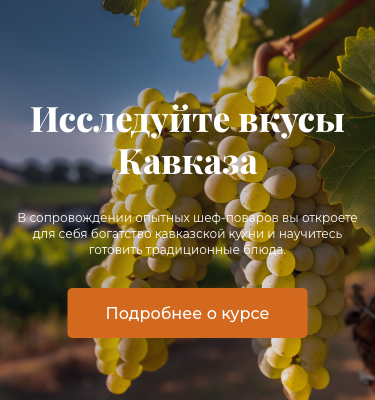 Исследуйте вкусы
Кавказа
В сопровождении опытных шеф-поваров вы откроете
для себя богатство кавказской кухни и научитесь
готовить традиционные блюда.
Подробнее о курсе